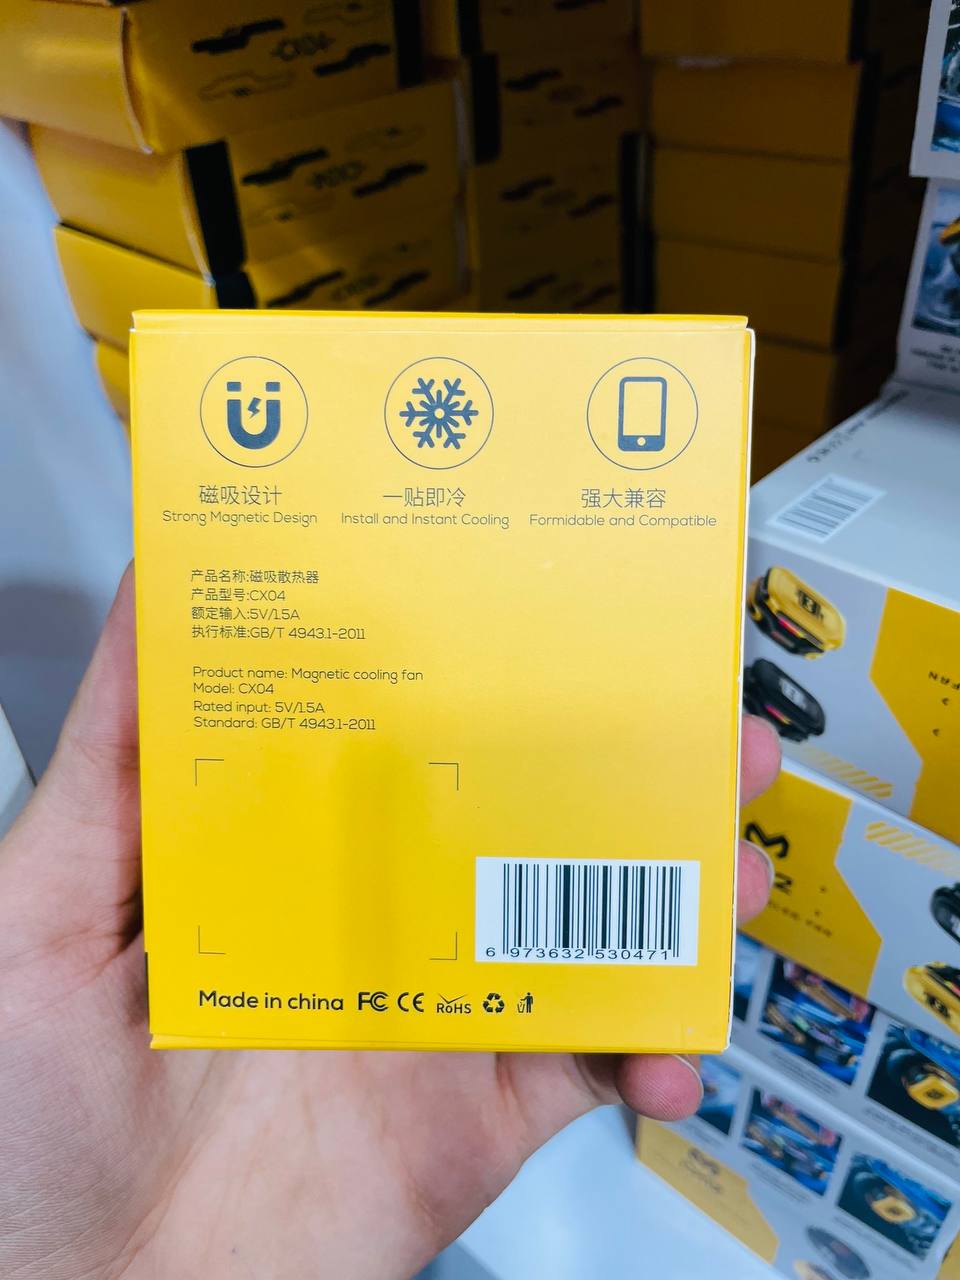 磁吸设计
Strong Magnetic Design
一贴即冷
Install and Instant Cooling
强大兼容
Formidable and Compatible
产品名称:磁吸散热器
产品型号:CX04
额定输入:5V/1.5A
执行标准:GB/T 4943.1-2011
Product name: Magnetic cooling fan
Model: CX04
Rated input: 5V/1.5A
Standard: GB/T 4943.1-2011
6 973632 530471
Made in china FC CE RoHS